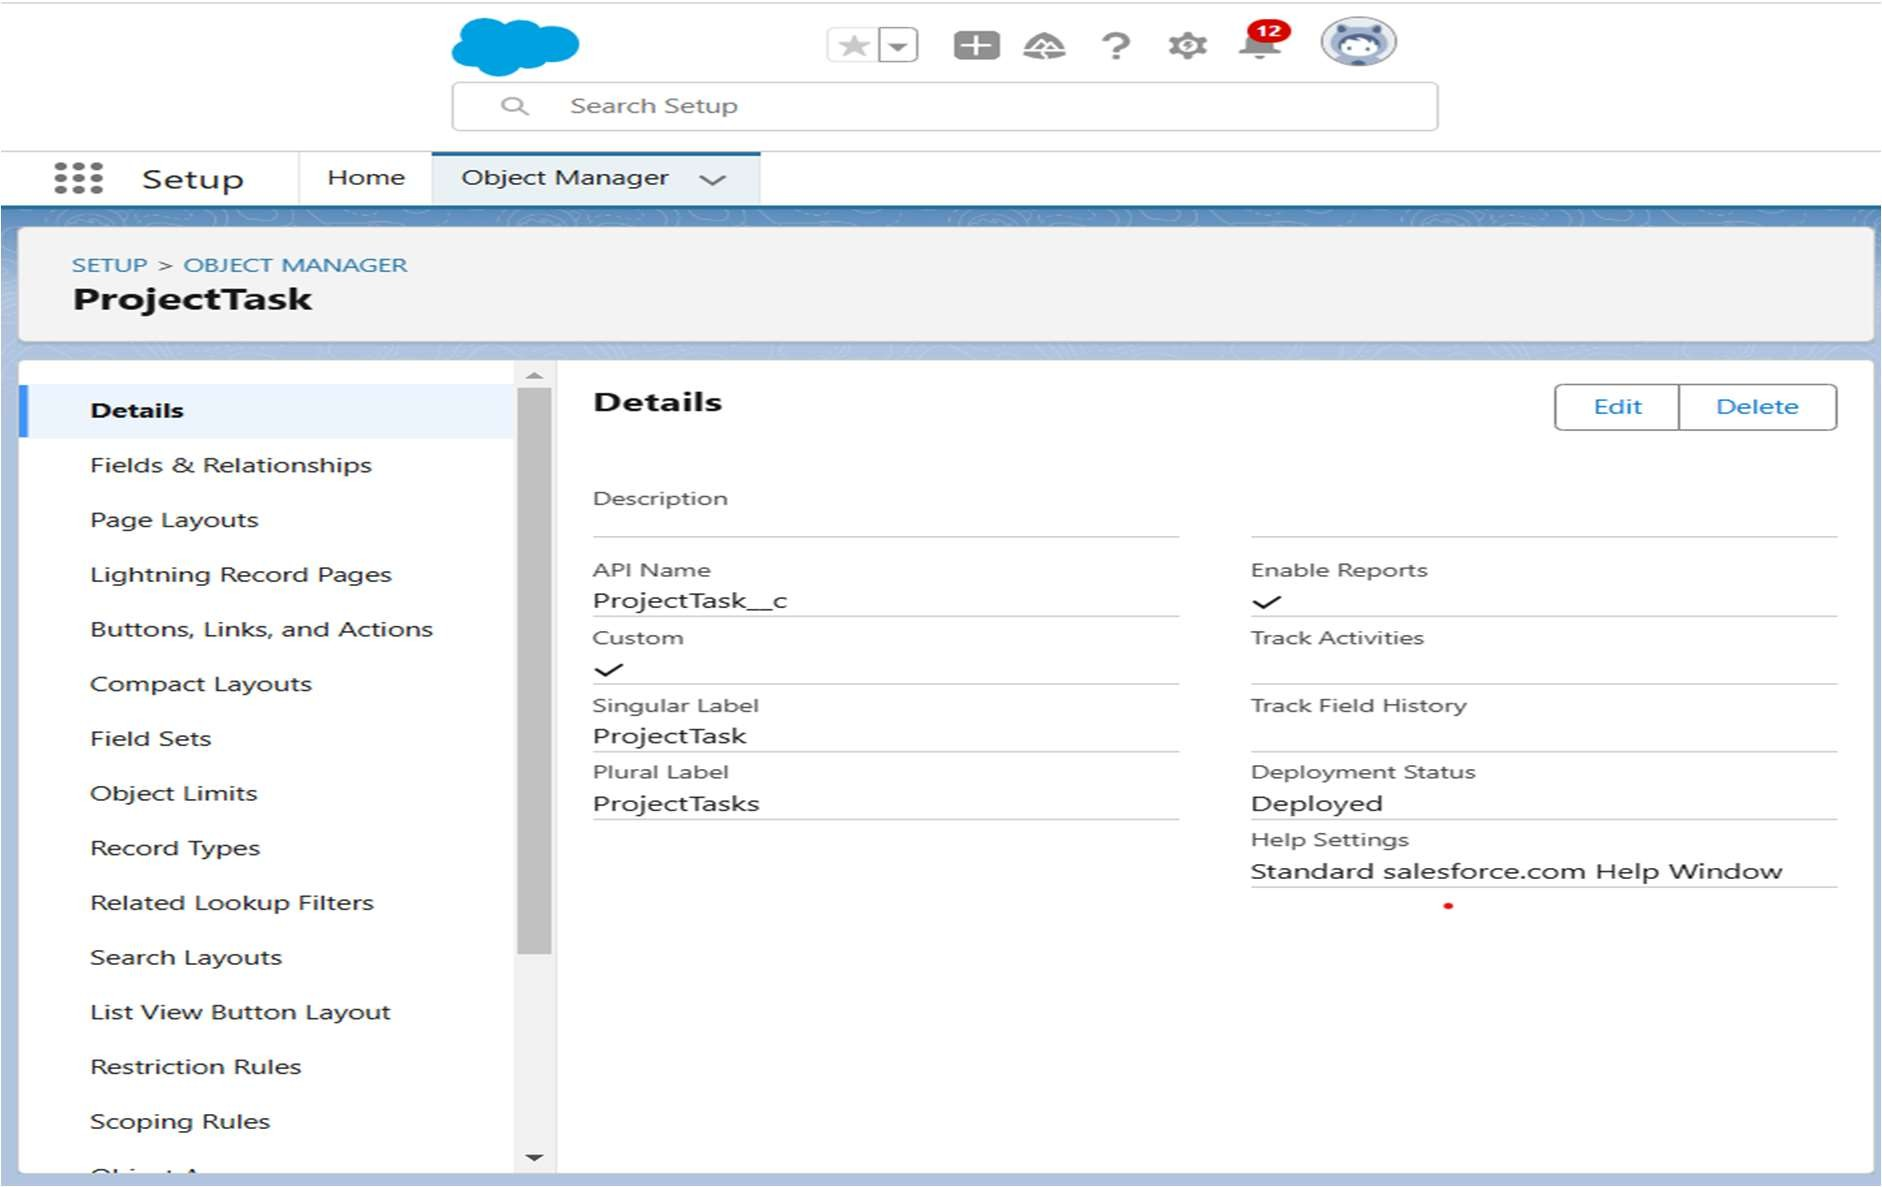 12
Search Setup
Setup
Home
Object Manager
SETUP > OBJECT MANAGER
ProjectTask
Details
Fields & Relationships
Page Layouts
Lightning Record Pages
Buttons, Links, and Actions
Compact Layouts
Field Sets
Object Limits
Record Types
Related Lookup Filters
Search Layouts
List View Button Layout
Restriction Rules
Scoping Rules
Details
Edit
Delete
Description
API Name
ProjectTask__c
Custom
Singular Label
ProjectTask
Plural Label
ProjectTasks
Enable Reports
Track Activities
Track Field History
Deployment Status
Deployed
Help Settings
Standard salesforce.com Help Window